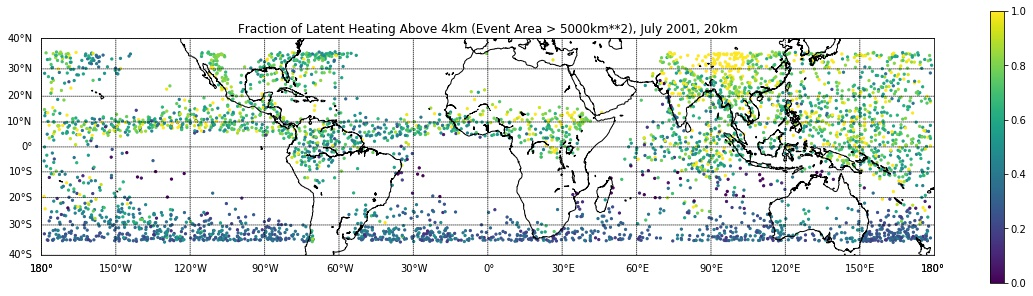 Fraction of Latent Heating Above 4km (Event Area > 5000km**2), July 2001, 20km
40°N
30°N
20°N
10°N
0°
10°S
20°S
30°S
40°S
180°
150°W
120°W
90°W
60°W
30°W
0°
30°E
60°E
90°E
120°E
150°E
180°
1.0
0.8
0.6
0.4
0.2
0.0